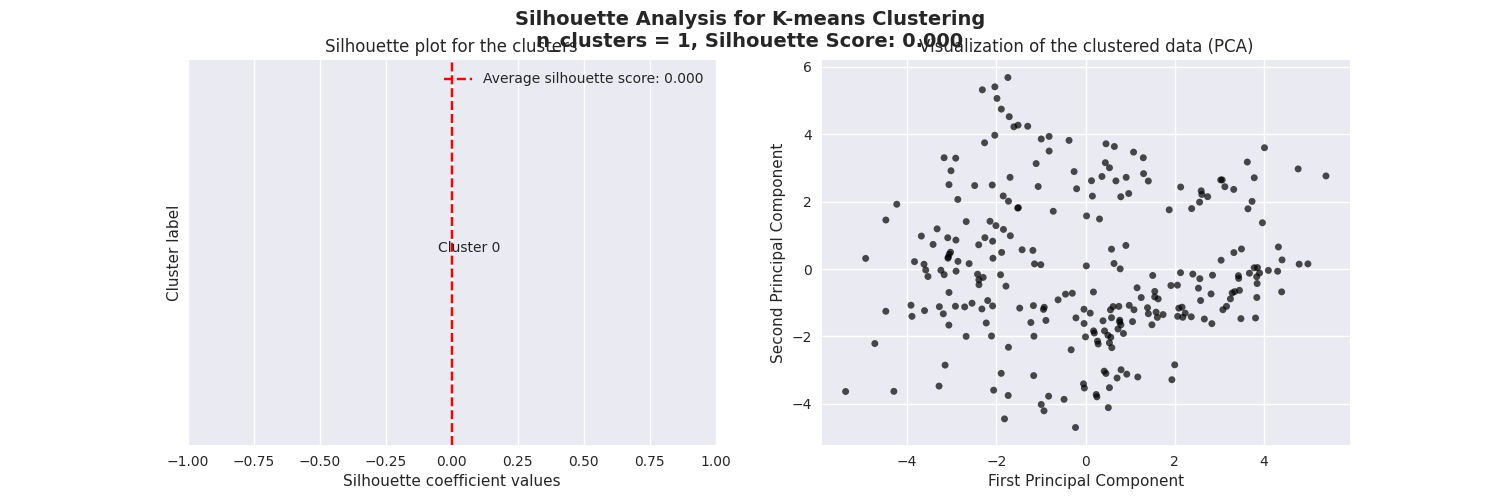 Silhouette Analysis for K-means Clustering
n_clusters = 1, Silhouette Score: 0.000
Silhouette plot for the clusters
Average silhouette score: 0.000
Cluster 0
Cluster label
−1.00 −0.75 −0.50 −0.25 0.00 0.25 0.50 0.75 1.00
Silhouette coefficient values
Visualization of the clustered data (PCA)
Second Principal Component
6
4
2
0
−2
−4
−4 −2 0 2 4
First Principal Component